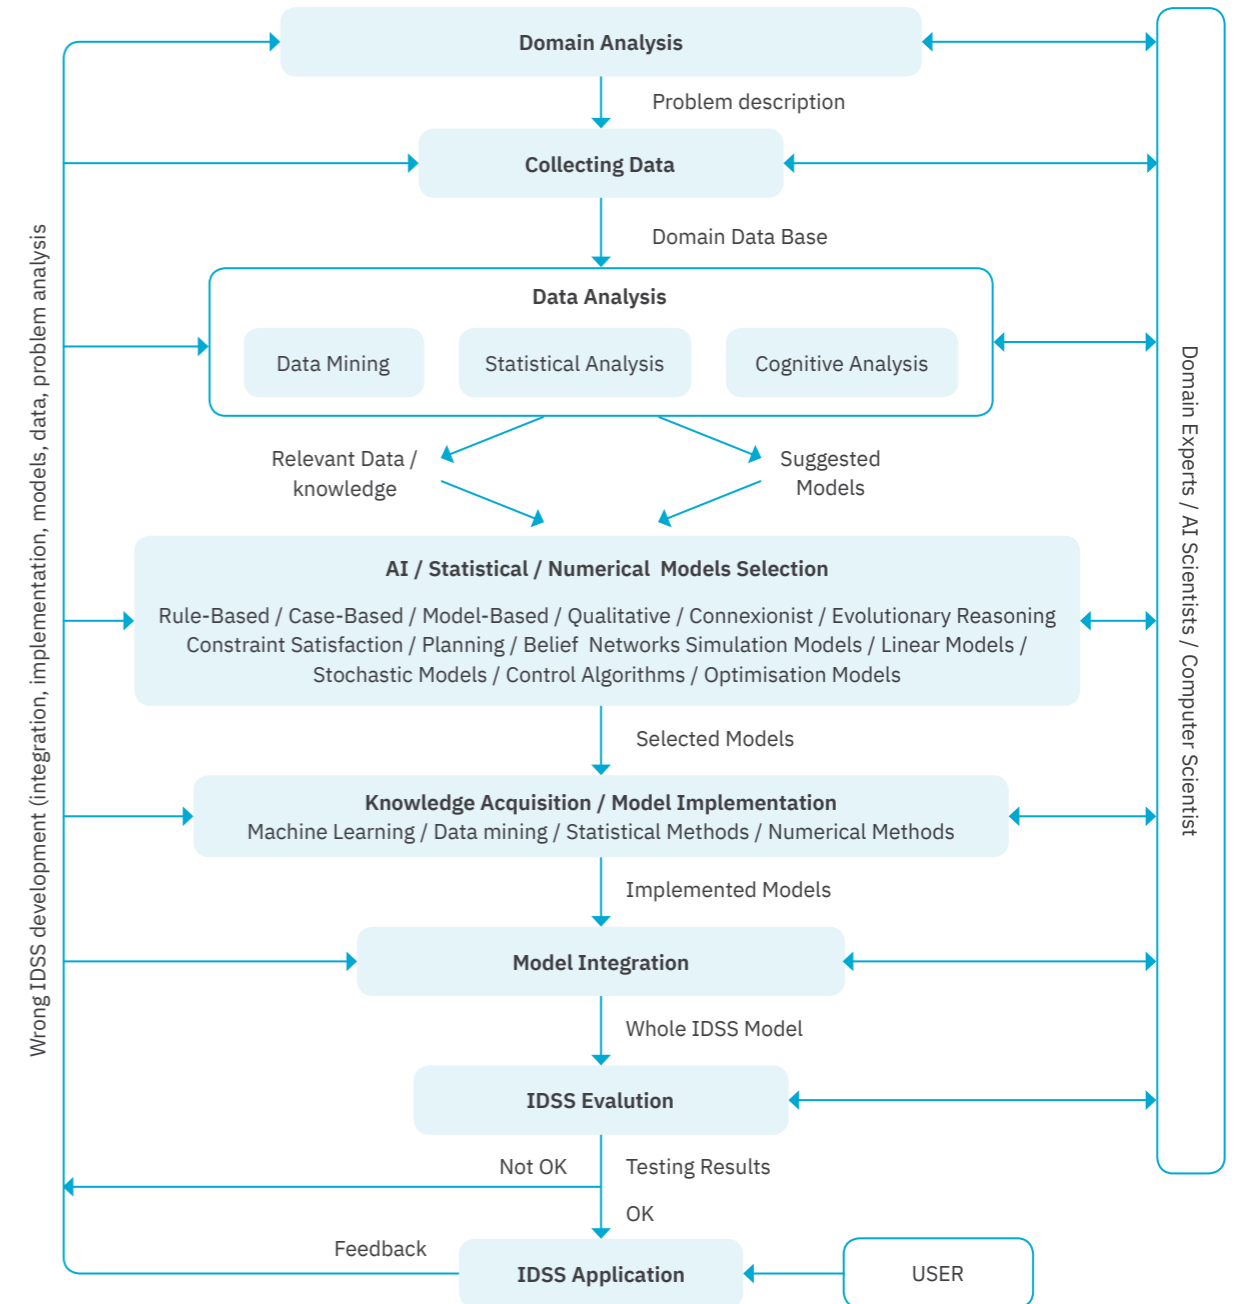 Domain Analysis
Problem description
Collecting Data
Domain Data Base
Data Analysis
Data Mining
Statistical Analysis
Cognitive Analysis
Relevant Data /
knowledge
Suggested
Models
AI / Statistical / Numerical  Models Selection
Rule-Based / Case-Based / Model-Based / Qualitative / Connexionist / Evolutionary Reasoning
Constraint Satisfaction / Planning / Belief  Networks Simulation Models / Linear Models /
Stochastic Models / Control Algorithms / Optimisation Models
Selected Models
Knowledge Acquisition / Model Implementation
Machine Learning / Data mining / Statistical Methods / Numerical Methods
Implemented Models
Model Integration
Whole IDSS Model
IDSS Evalution
Not OK
Testing Results
OK
Feedback
IDSS Application
USER
Wrong IDSS development (integration, implementation, models, data, problem analysis
Domain Experts / AI Scientists / Computer Scientist